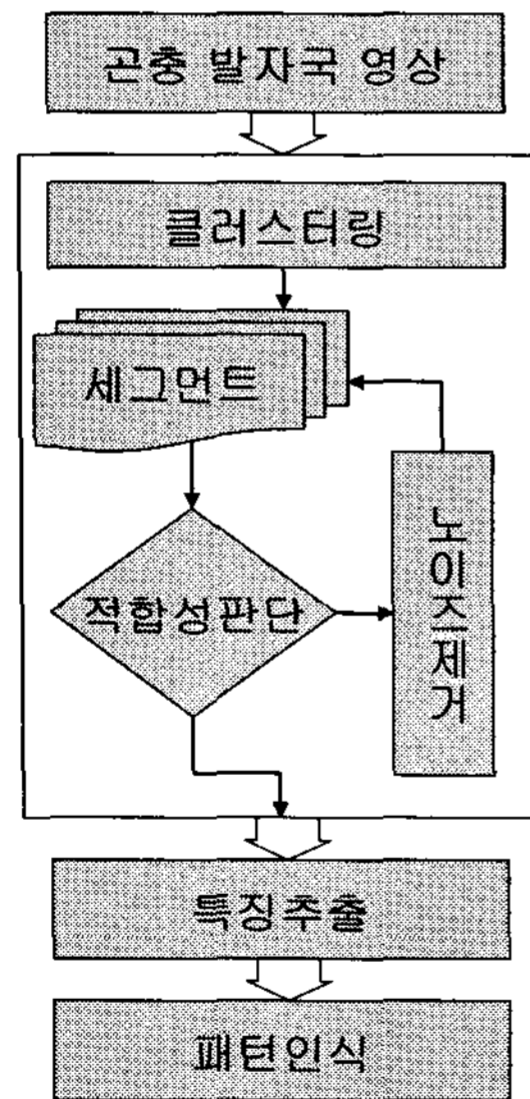 곤충 발자국 영상
클러스터링
세그먼트
적합성판단
노이즈제거
특징추출
패턴인식